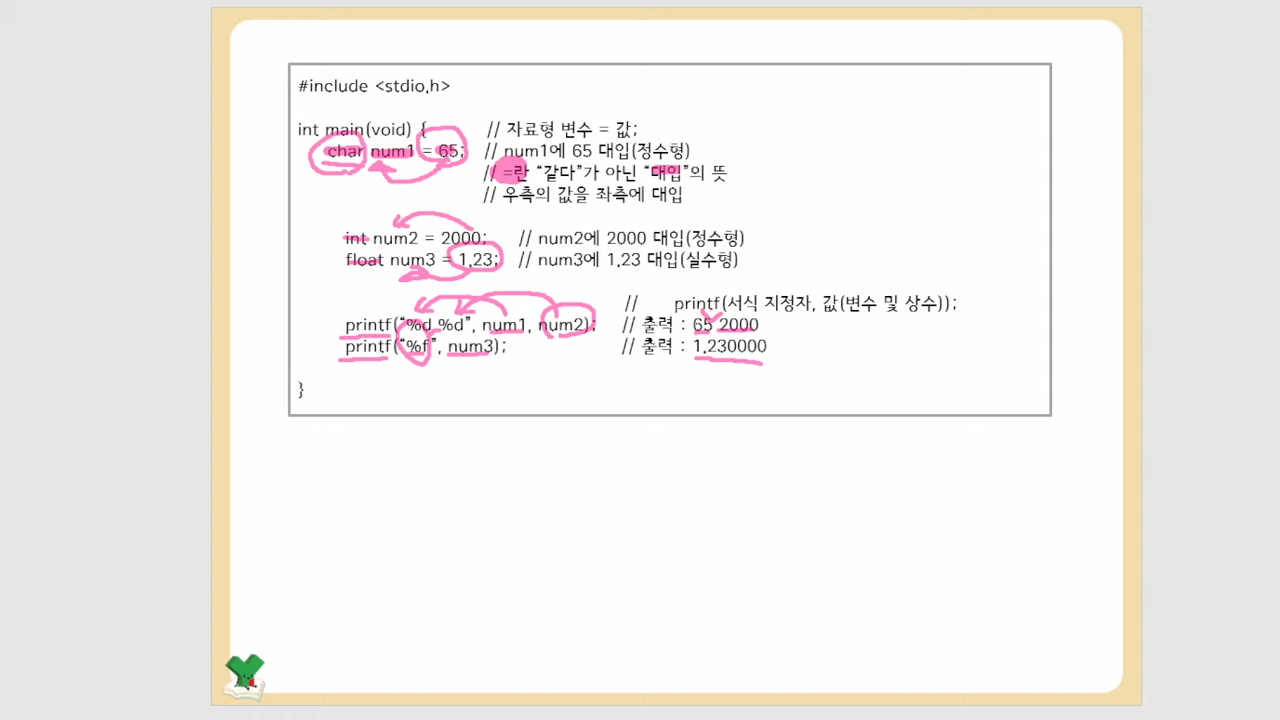 #include <stdio.h>
int main(void) { // 자료형 변수 = 값;
char num1 = 65; // num1에 65 대입(정수형)
// =란 “같다”가 아닌 “대입”의 뜻
// 우측의 값을 좌측에 대입
int num2 = 2000; // num2에 2000 대입(정수형)
float num3 = 1.23; // num3에 1.23 대입(실수형)
// printf(서식 지정자, 값(변수 및 상수));
printf(“%d %d”, num1, num2); // 출력 : 65 2000
printf(“%f”, num3); // 출력 : 1.230000
}